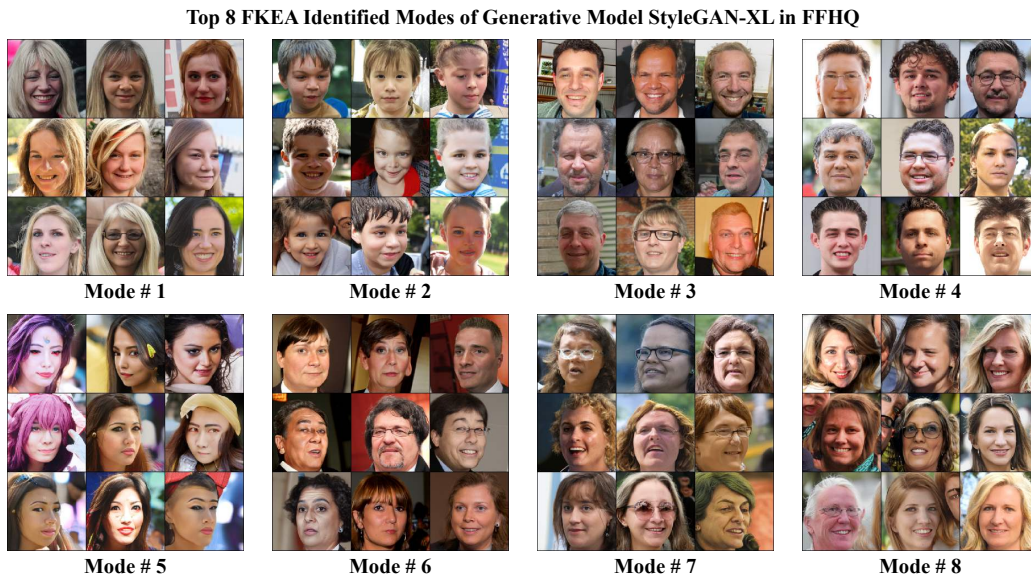 Top 8 FKEA Identified Modes of Generative Model StyleGAN-XL in FFHQ
Mode # 1
Mode # 2
Mode # 3
Mode # 4
Mode # 5
Mode # 6
Mode # 7
Mode # 8